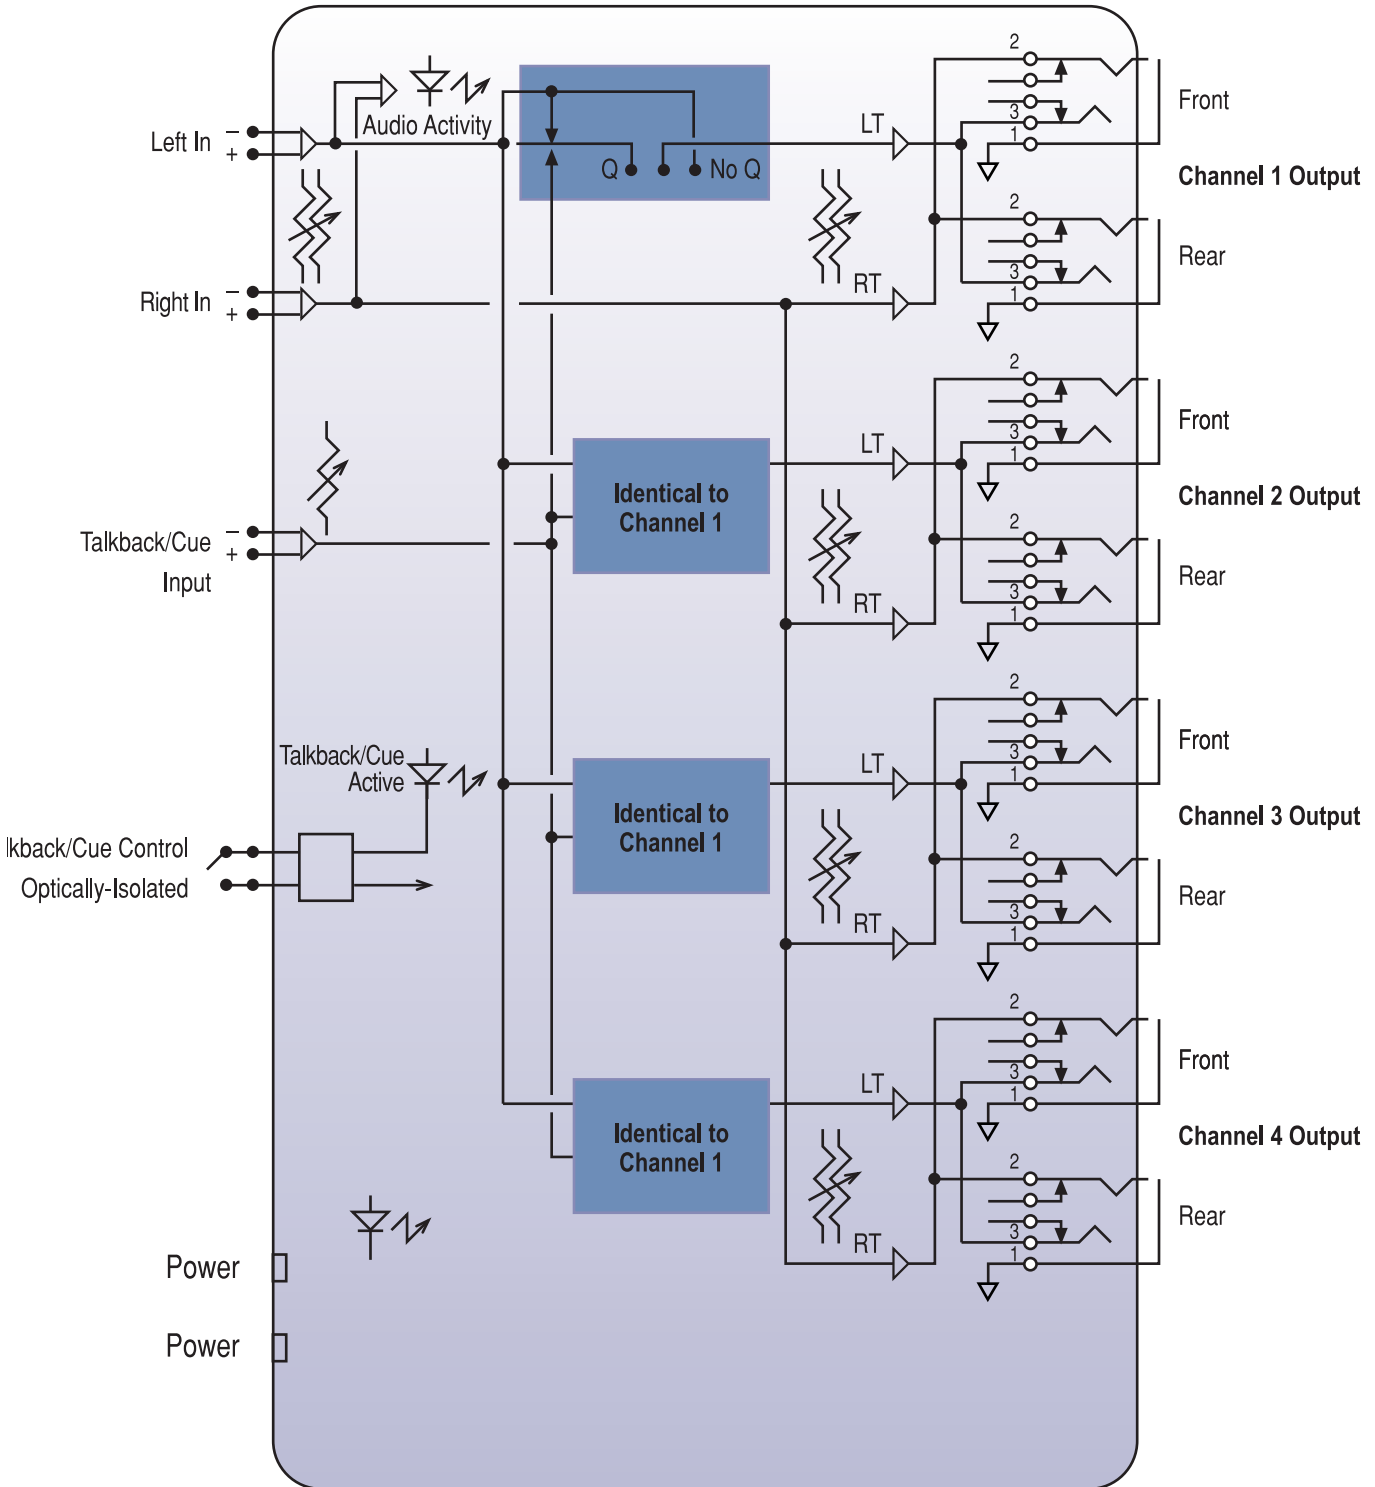 2
Front
3
1
Channel 1 Output
Left In
−
+
Audio Activity
Q
No Q
LT
2
Rear
3
1
Right In
−
+
RT
2
Front
3
1
LT
Channel 2 Output
Identical to
Channel 1
2
Rear
3
1
Talkback/Cue
Input
−
+
RT
2
Front
3
1
Talkback/Cue
Active
LT
Channel 3 Output
Identical to
Channel 1
lkback/Cue Control
Optically-Isolated
2
Rear
3
1
RT
2
Front
3
1
LT
Channel 4 Output
Identical to
Channel 1
2
Rear
3
1
RT
Power
Power